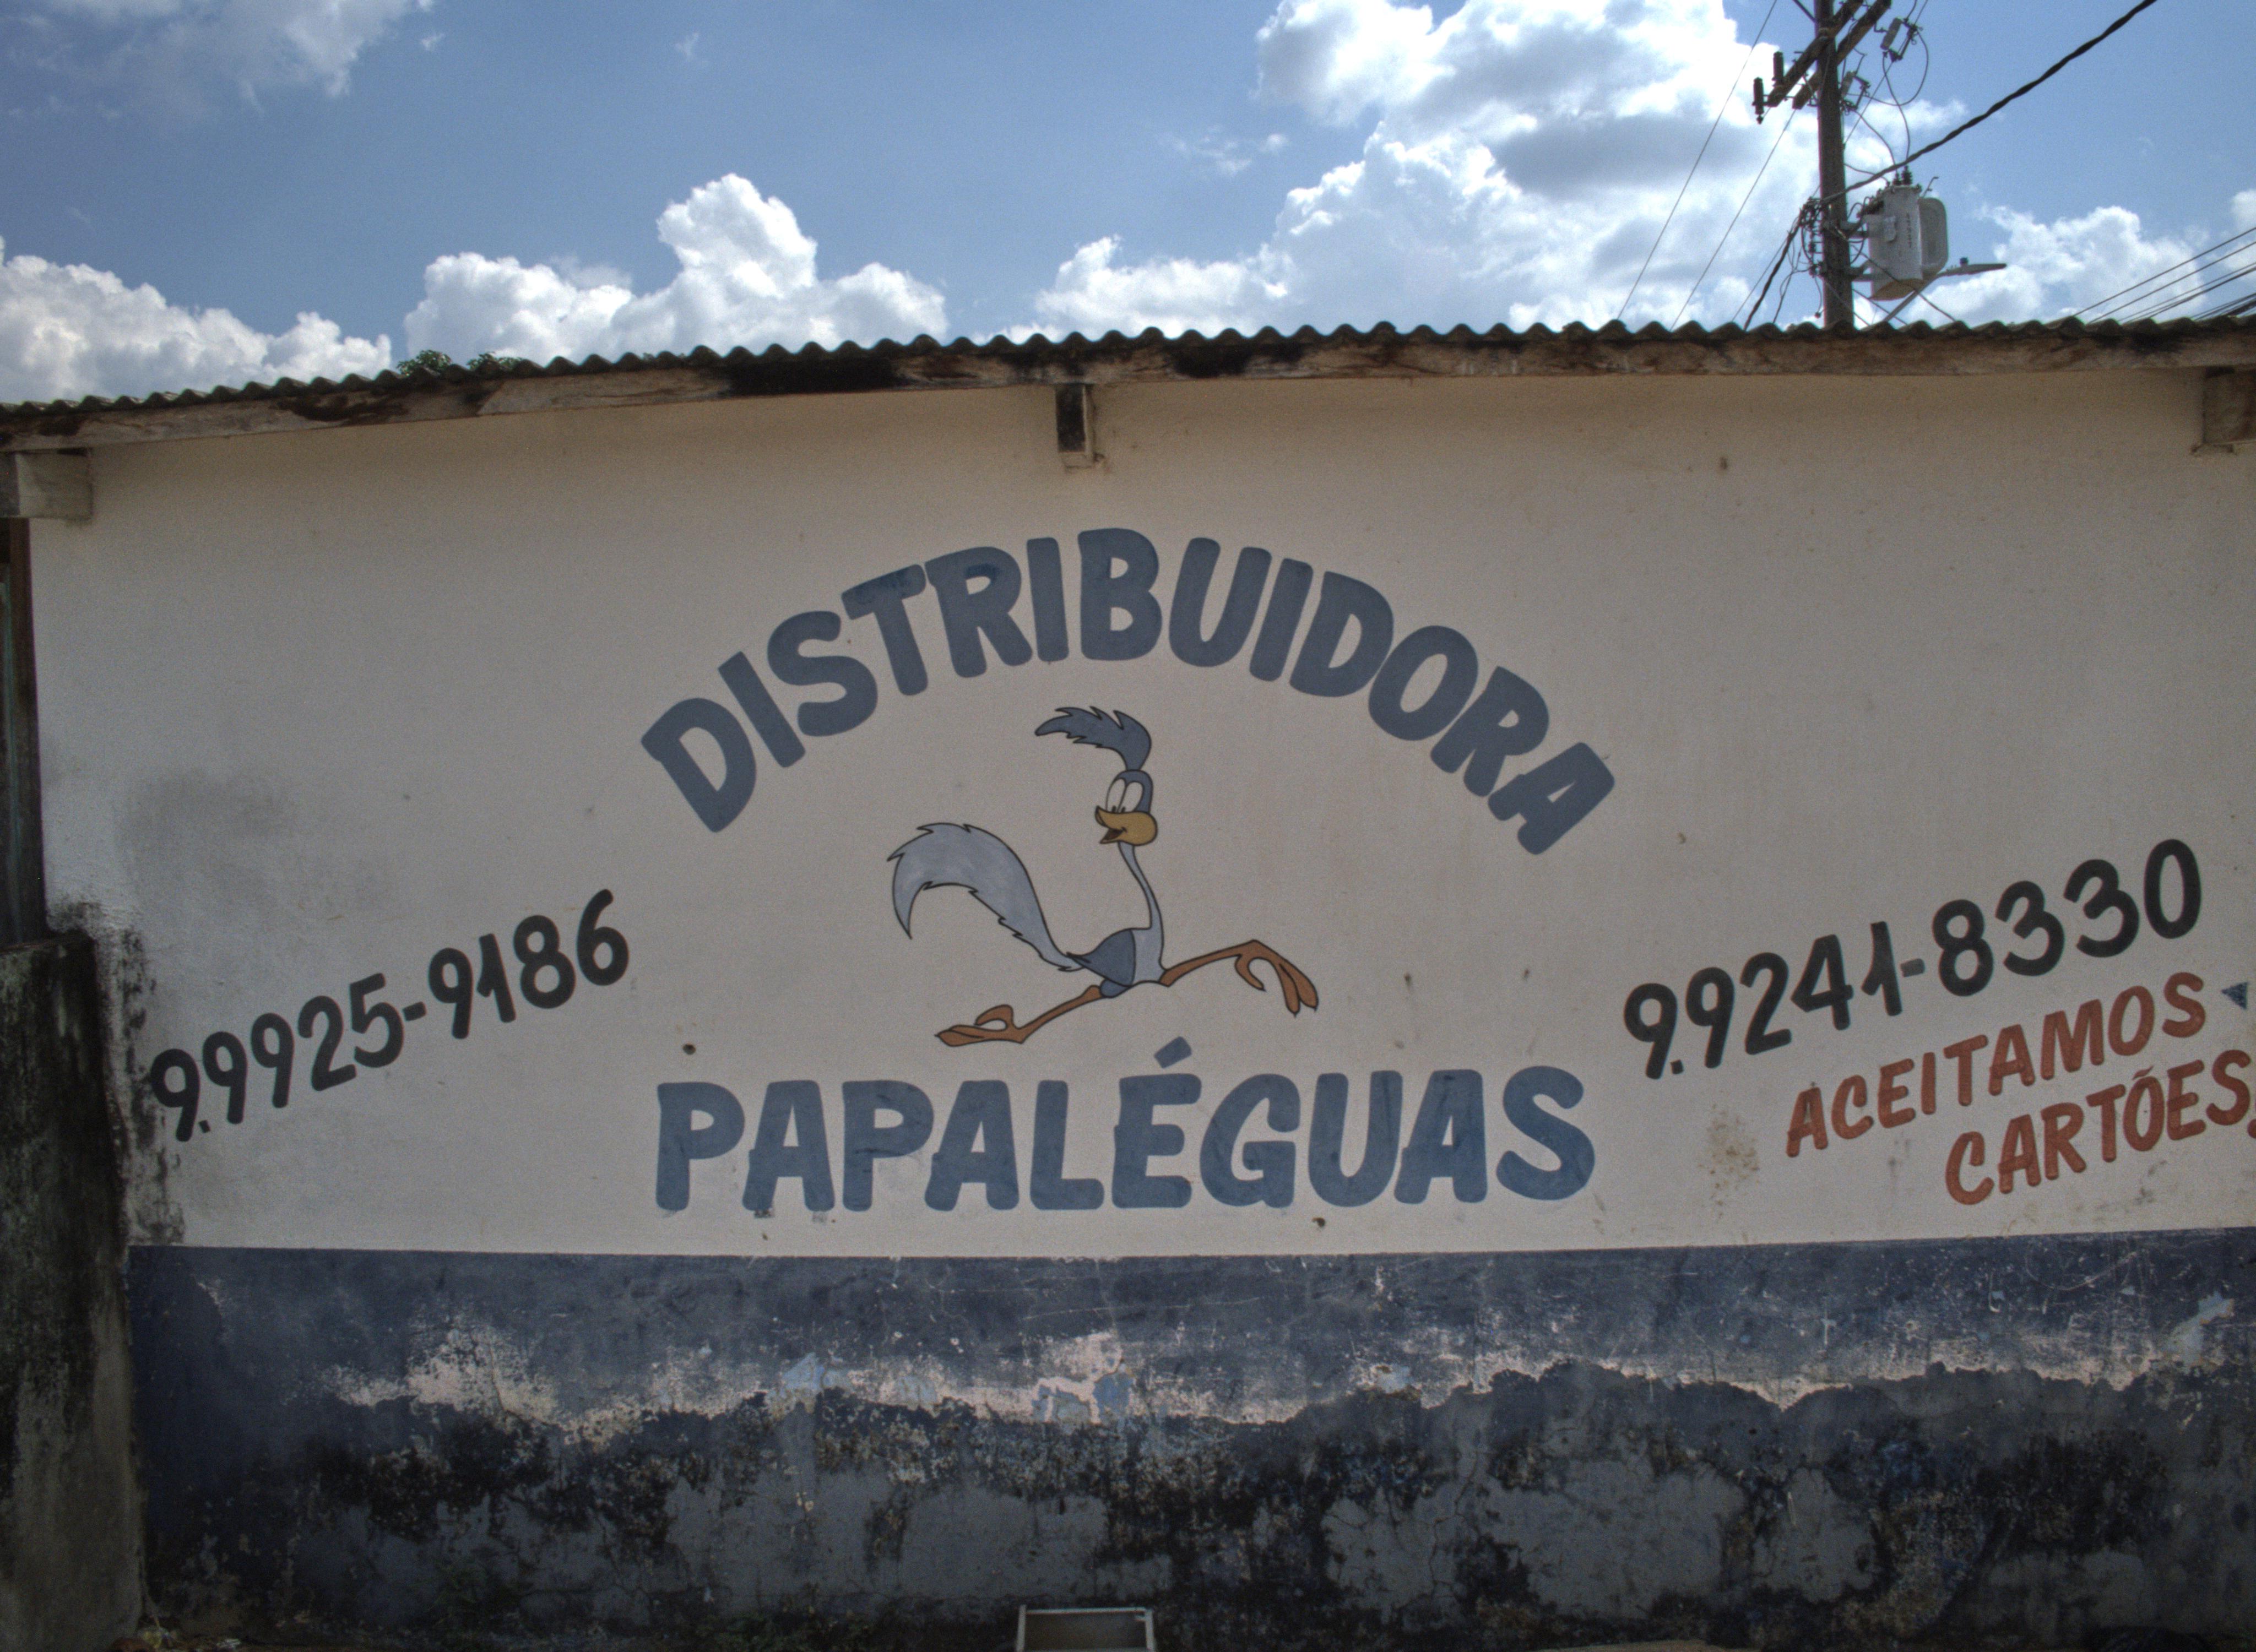 DISTRIBUIDORA
PAPALÉGUAS
9.9925-9186
9.9241-8330
ACEITAMOS
CARTÕES